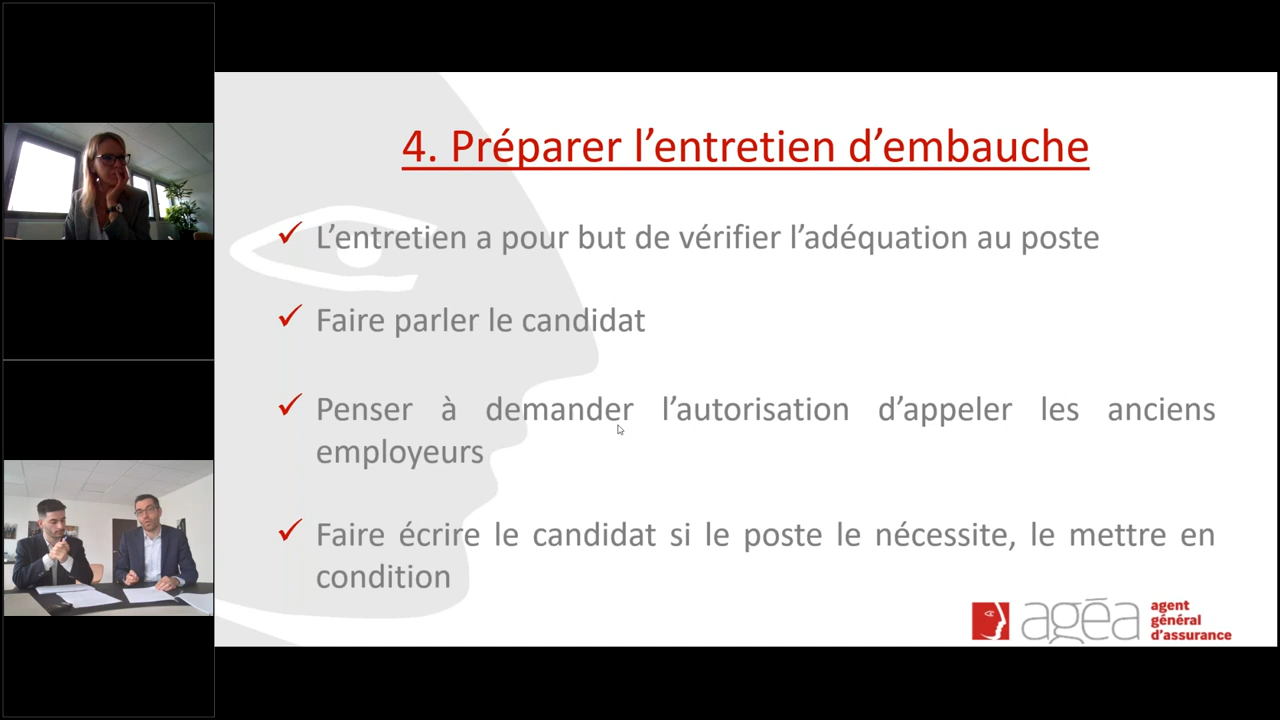 4. Préparer l’entretien d’embauche
✓ L’entretien a pour but de vérifier l’adéquation au poste
✓ Faire parler le candidat
✓ Penser à demander l’autorisation d’appeler les anciens
employeurs
✓ Faire écrire le candidat si le poste le nécessite, le mettre en
condition
agéa
agent
général
d’assurance